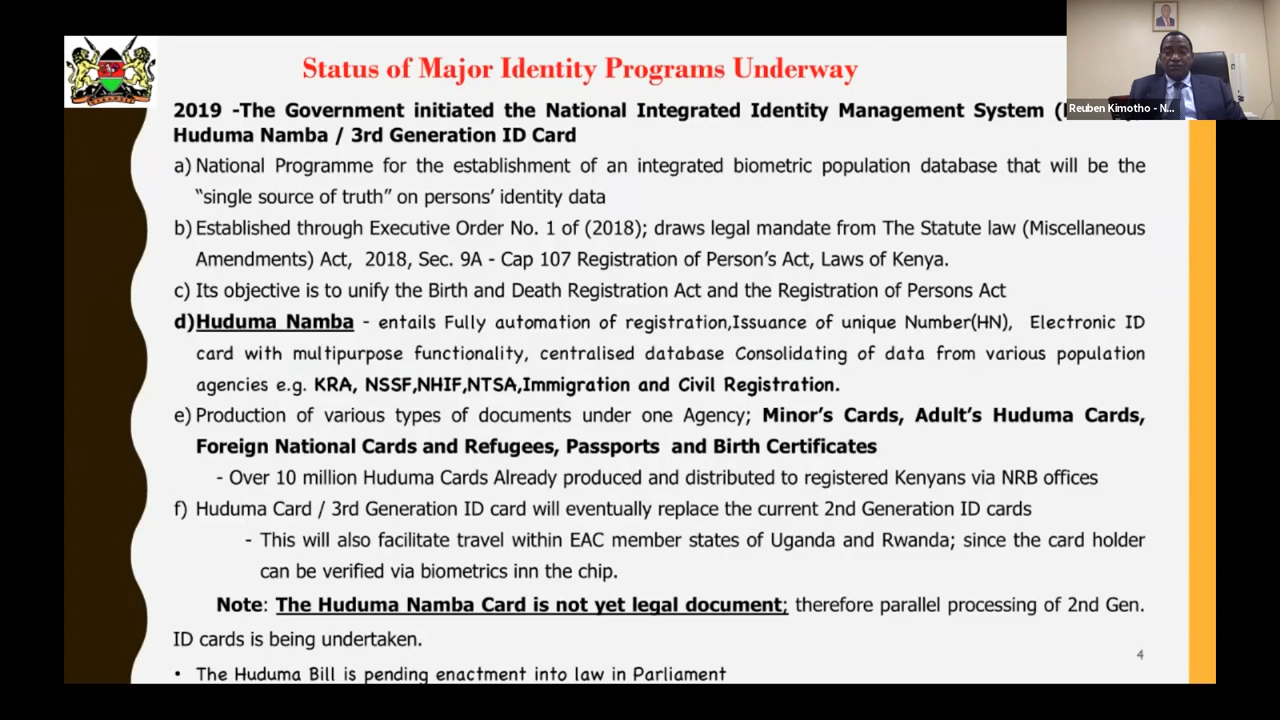 Status of Major Identity Programs Underway
2019 -The Government initiated the National Integrated Identity Management System
Huduma Namba / 3rd Generation ID Card
a) National Programme for the establishment of an integrated biometric population database that will be the
“single source of truth” on persons’ identity data
b) Established through Executive Order No. 1 of (2018); draws legal mandate from The Statute law (Miscellaneous
Amendments) Act, 2018, Sec. 9A - Cap 107 Registration of Person’s Act, Laws of Kenya.
c) Its objective is to unify the Birth and Death Registration Act and the Registration of Persons Act
d) Huduma Namba - entails Fully automation of registration,Issuance of unique Number(HN), Electronic ID
card with multipurpose functionality, centralised database Consolidating of data from various population
agencies e.g. KRA, NSSF,NHIF,NTSA,Immigration and Civil Registration.
e) Production of various types of documents under one Agency; Minor’s Cards, Adult’s Huduma Cards,
Foreign National Cards and Refugees, Passports and Birth Certificates
- Over 10 million Huduma Cards Already produced and distributed to registered Kenyans via NRB offices
f) Huduma Card / 3rd Generation ID card will eventually replace the current 2nd Generation ID cards
- This will also facilitate travel within EAC member states of Uganda and Rwanda; since the card holder
can be verified via biometrics inn the chip.
Note: The Huduma Namba Card is not yet legal document; therefore parallel processing of 2nd Gen.
ID cards is being undertaken.
• The Huduma Bill is pending enactment into law in Parliament
4
Reuben Kimotho - N...